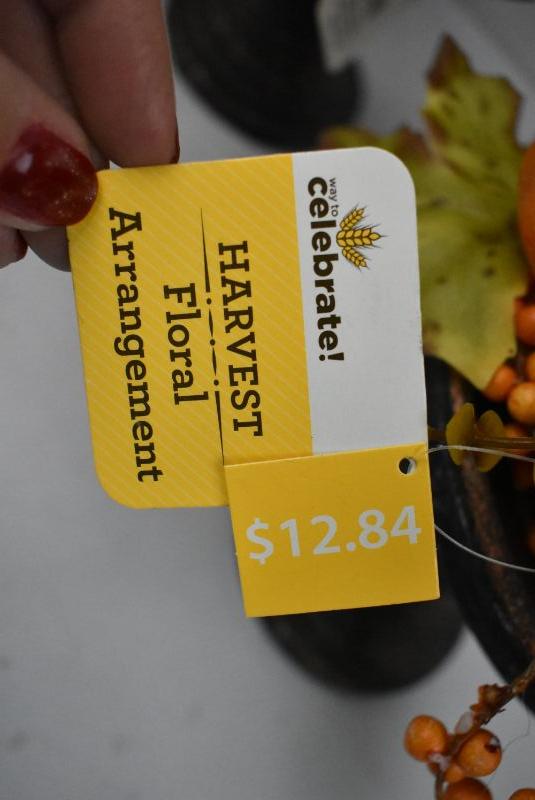 way to
celebrate!
HARVEST
Floral
Arrangement
$12.84